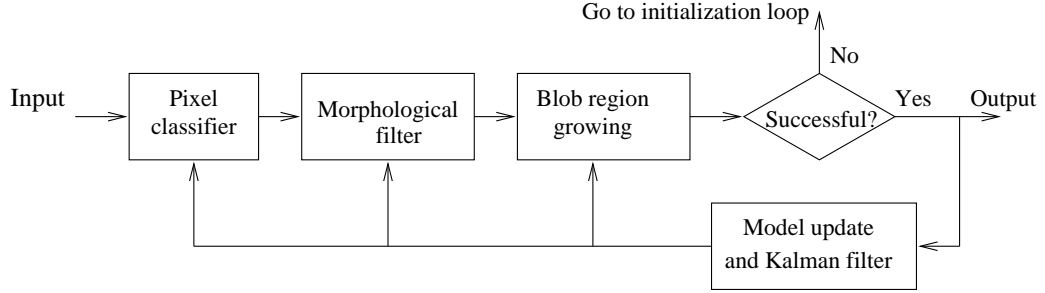 Go to initialization loop
No
Input
Pixel
classifier
Morphological
filter
Blob region
growing
Successful?
Yes
Output
Model update
and Kalman filter